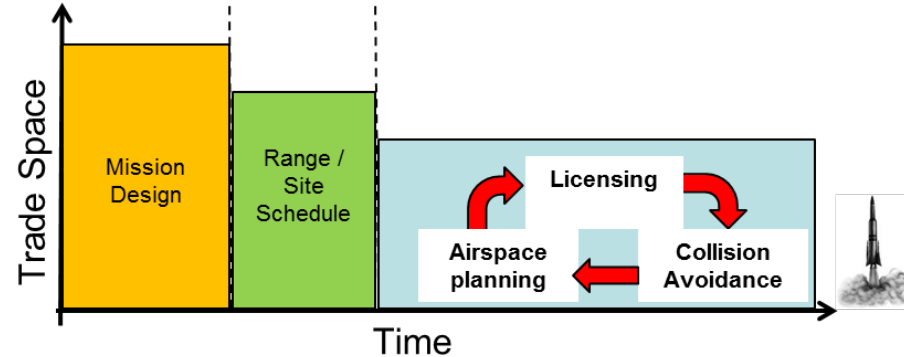 Trade Space
Mission
Design
Range /
Site
Schedule
Licensing
Airspace
planning
Collision
Avoidance
Time